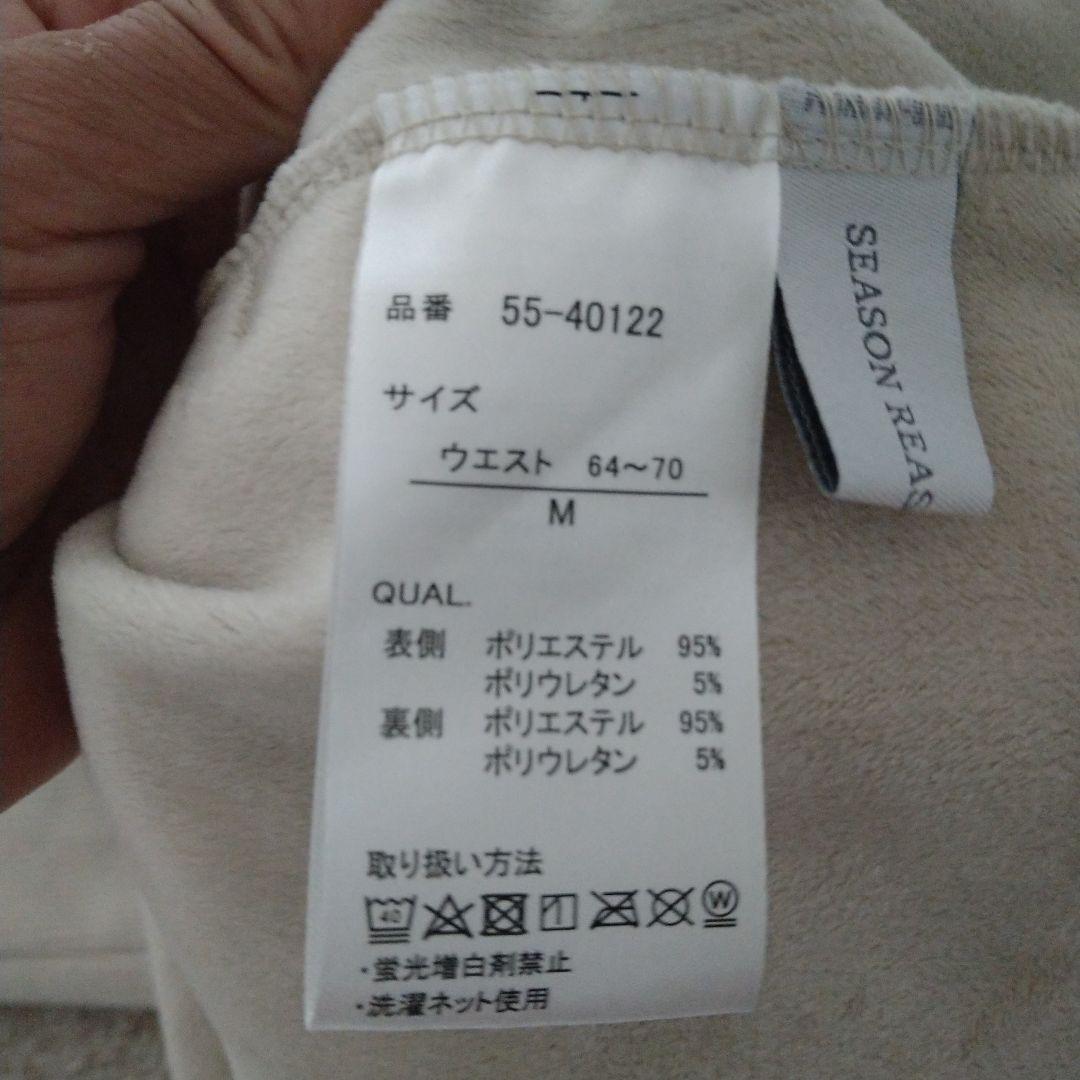 品番 55-40122
サイズ
ウエスト 64～70
M
QUAL.
表側 ポリエステル 95%
ポリウレタン 5%
裏側 ポリエステル 95%
ポリウレタン 5%
取り扱い方法
40 W
・蛍光増白剤禁止
・洗濯ネット使用
SEASON REAS